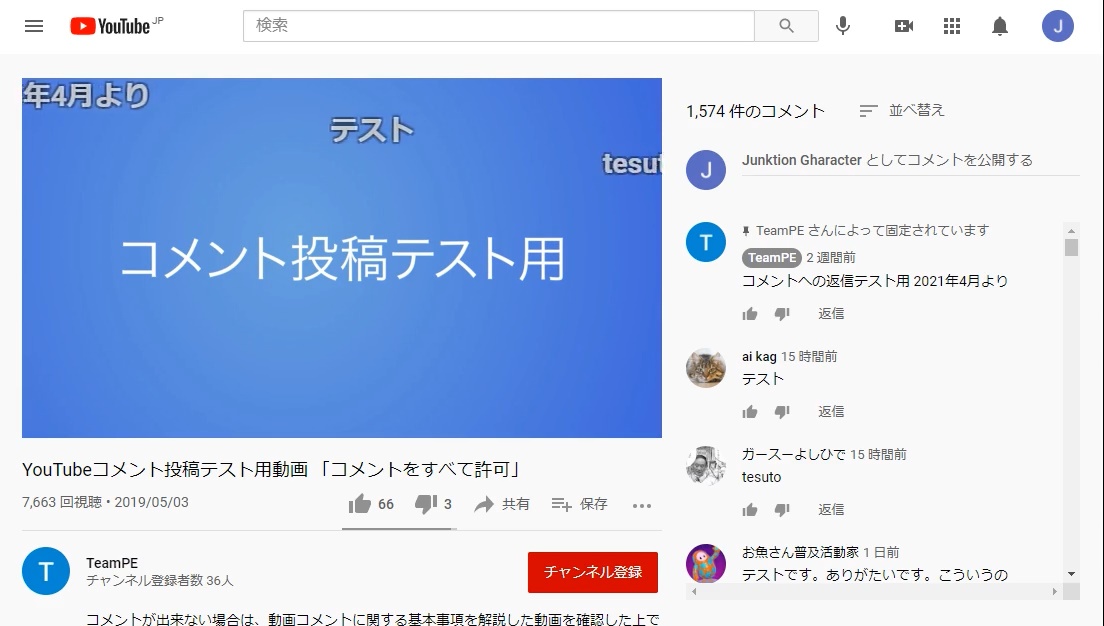 YouTube JP
検索
J
年4月より
テスト
tesut
コメント投稿テスト用
YouTubeコメント投稿テスト用動画 「コメントをすべて許可」
7,663 回視聴・2019/05/03
66
3
共有
保存
T
TeamPE
チャンネル登録者数 36人
チャンネル登録
コメントが出来ない場合は、動画コメントに関する基本事項を解説した動画を確認した上で
1,574 件のコメント
並べ替え
J
Junktion Gharacter としてコメントを公開する
T
TeamPE さんによって固定されています
TeamPE 2 週間前
コメントへの返信テスト用 2021年4月より
返信
ai kag 15 時間前
テスト
返信
ガースーよしひで 15 時間前
tesuto
返信
お魚さん普及活動家 1 日前
テストです。ありがたいです。こういうの